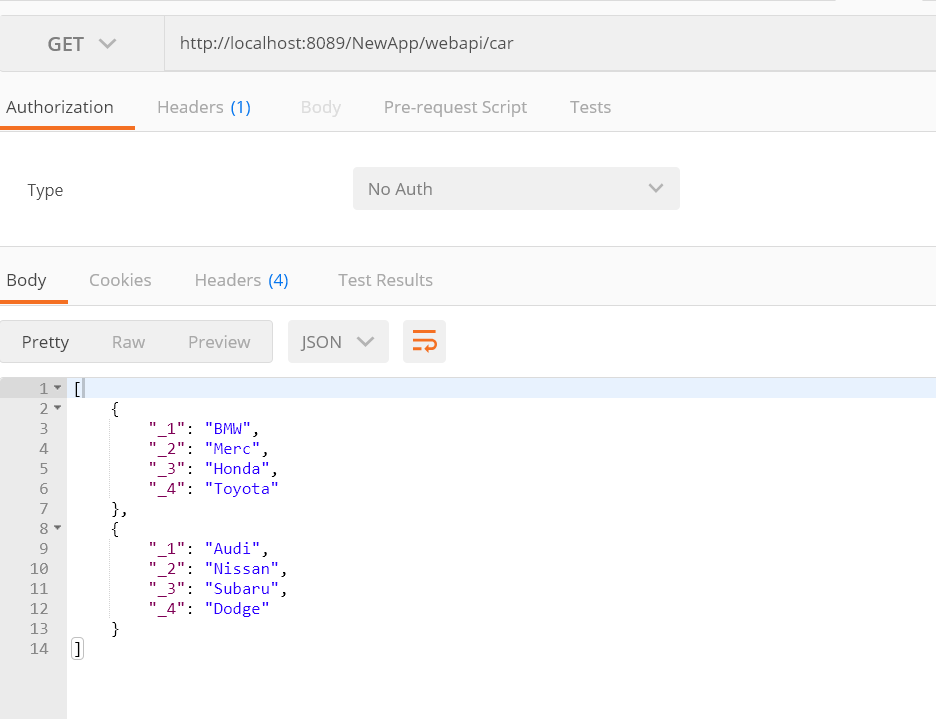 GET http://localhost:8089/NewApp/webapi/car
Authorization Headers (1) Body Pre-request Script Tests
Type No Auth
Body Cookies Headers (4) Test Results
Pretty Raw Preview JSON
1 [
2 {
3 "_1": "BMW",
4 "_2": "Merc",
5 "_3": "Honda",
6 "_4": "Toyota"
7 },
8 {
9 "_1": "Audi",
10 "_2": "Nissan",
11 "_3": "Subaru",
12 "_4": "Dodge"
13 }
14 ]